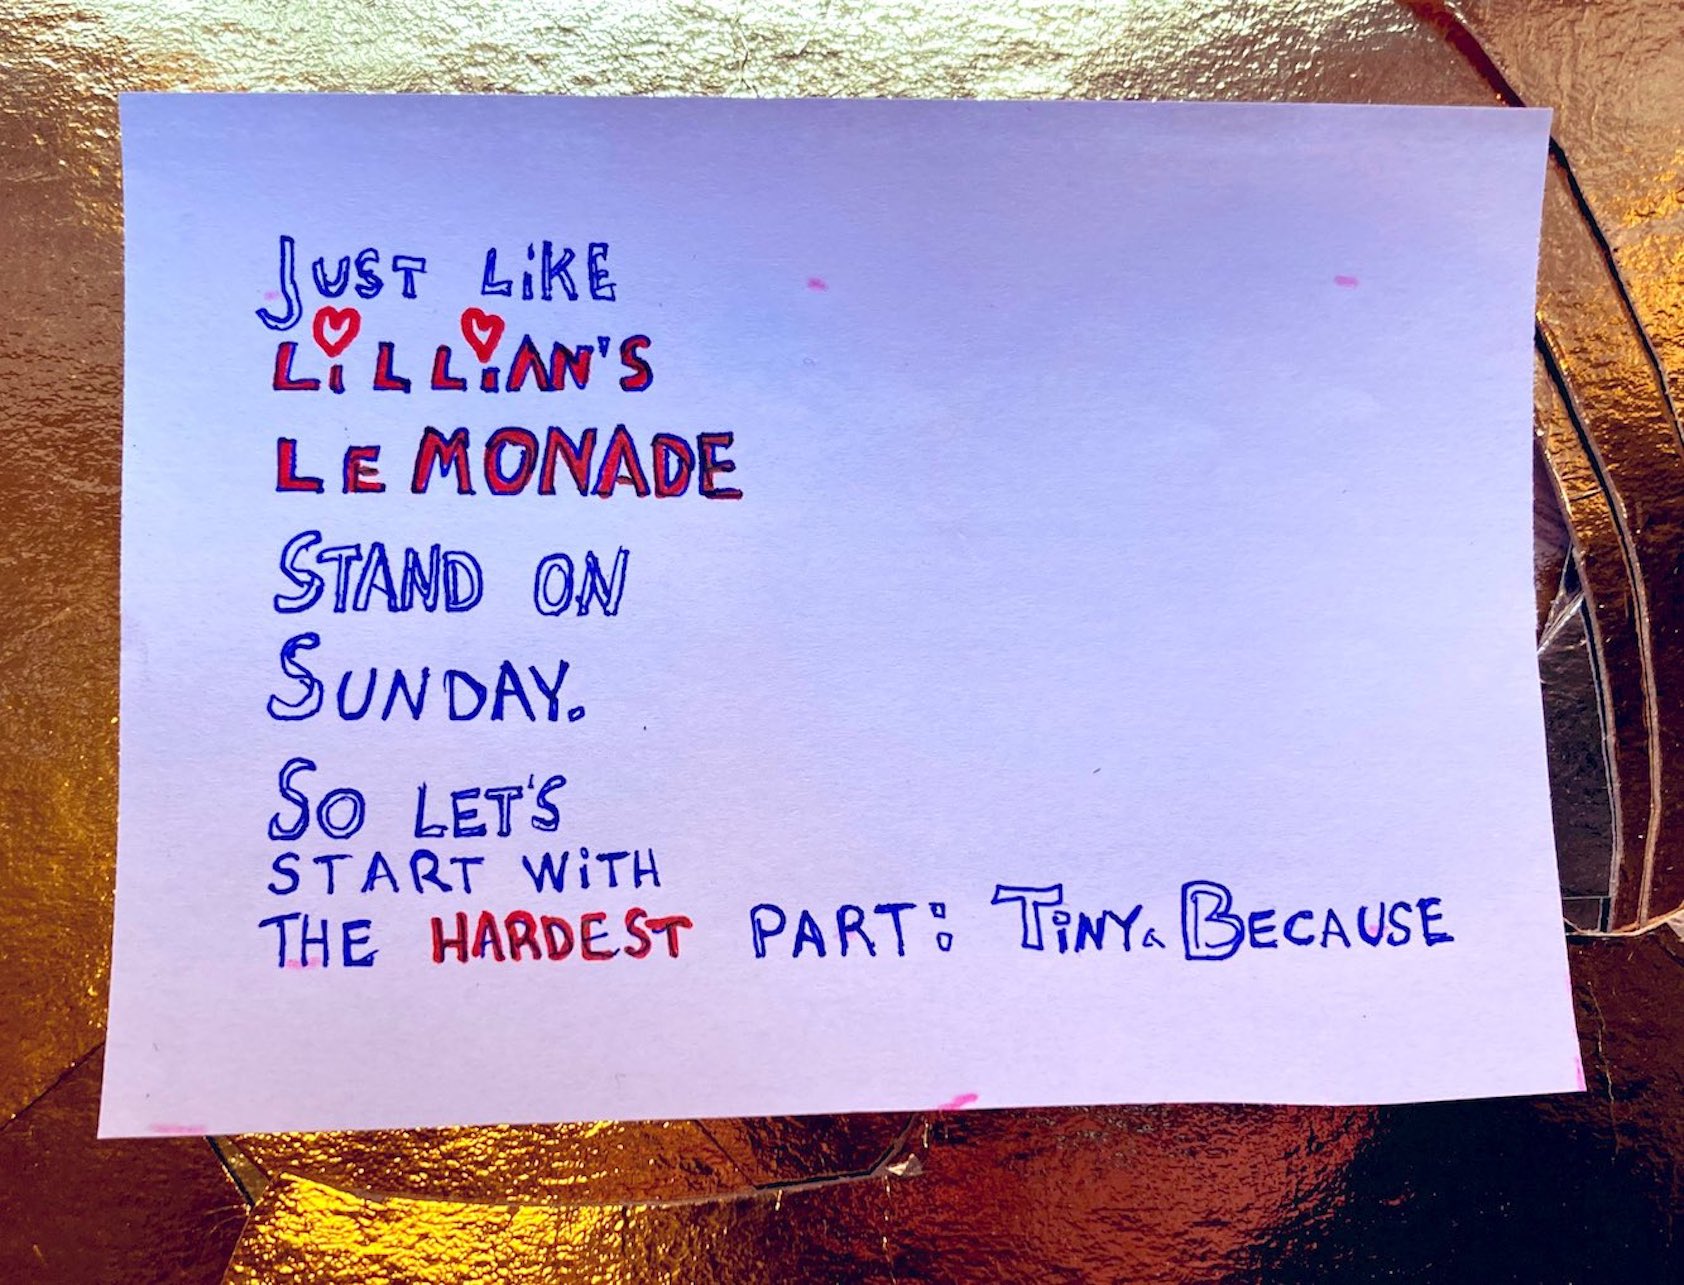 JUST LiKE
LiLLiAN'S
LEMONADE
STAND ON
SUNDAY.
SO LET'S
START WiTH
THE HARDEST PART: TiNY. BECAUSE